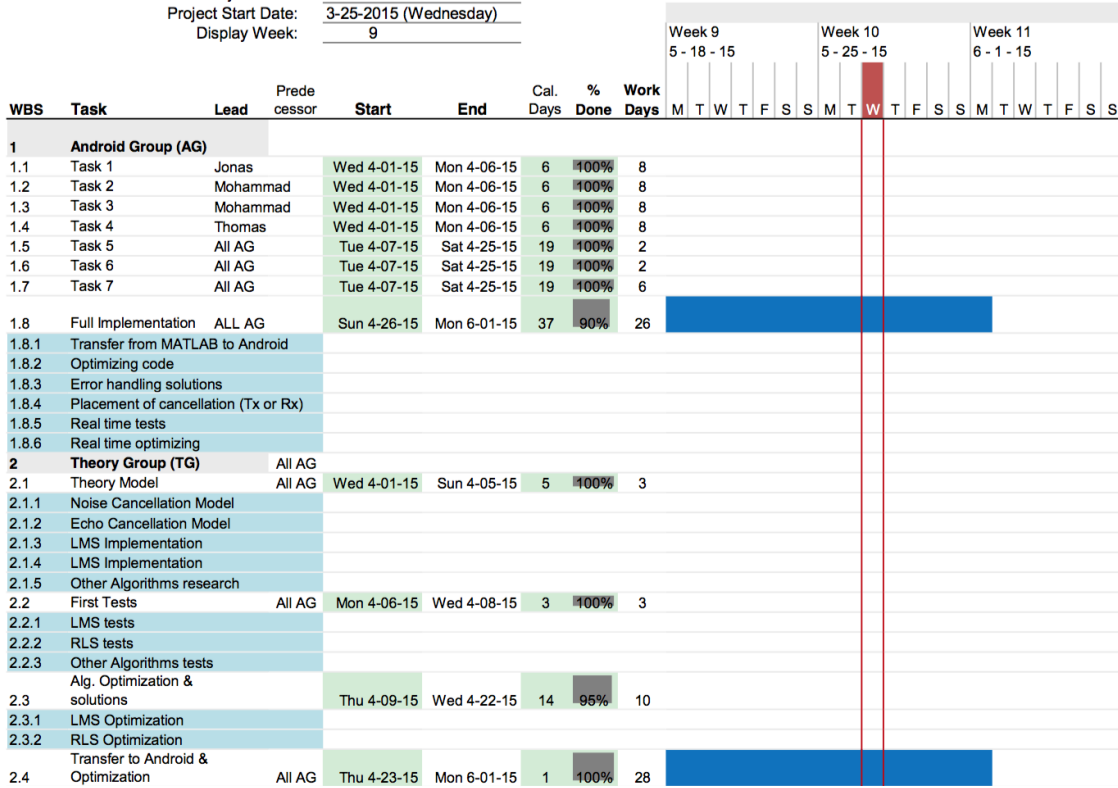 Project Start Date: 3-25-2015 (Wednesday)
Display Week: 9
Week 9 Week 10 Week 11
5 - 18 - 15 5 - 25 - 15 6 - 1 - 15
WBS Task Lead Prede cessor Start End Cal. Days % Done Work Days M T W T F S S M T W T F S S M T W T F S S
1 Android Group (AG)
1.1 Task 1 Jonas Wed 4-01-15 Mon 4-06-15 6 100% 8
1.2 Task 2 Mohammad Wed 4-01-15 Mon 4-06-15 6 100% 8
1.3 Task 3 Mohammad Wed 4-01-15 Mon 4-06-15 6 100% 8
1.4 Task 4 Thomas Wed 4-01-15 Mon 4-06-15 6 100% 8
1.5 Task 5 All AG Tue 4-07-15 Sat 4-25-15 19 100% 2
1.6 Task 6 All AG Tue 4-07-15 Sat 4-25-15 19 100% 2
1.7 Task 7 All AG Tue 4-07-15 Sat 4-25-15 19 100% 6
1.8 Full Implementation ALL AG Sun 4-26-15 Mon 6-01-15 37 90% 26
1.8.1 Transfer from MATLAB to Android
1.8.2 Optimizing code
1.8.3 Error handling solutions
1.8.4 Placement of cancellation (Tx or Rx)
1.8.5 Real time tests
1.8.6 Real time optimizing
2 Theory Group (TG) All AG
2.1 Theory Model All AG Wed 4-01-15 Sun 4-05-15 5 100% 3
2.1.1 Noise Cancellation Model
2.1.2 Echo Cancellation Model
2.1.3 LMS Implementation
2.1.4 LMS Implementation
2.1.5 Other Algorithms research
2.2 First Tests All AG Mon 4-06-15 Wed 4-08-15 3 100% 3
2.2.1 LMS tests
2.2.2 RLS tests
2.2.3 Other Algorithms tests
Alg. Optimization &
2.3 solutions Thu 4-09-15 Wed 4-22-15 14 95% 10
2.3.1 LMS Optimization
2.3.2 RLS Optimization
Transfer to Android &
2.4 Optimization All AG Thu 4-23-15 Mon 6-01-15 1 100% 28